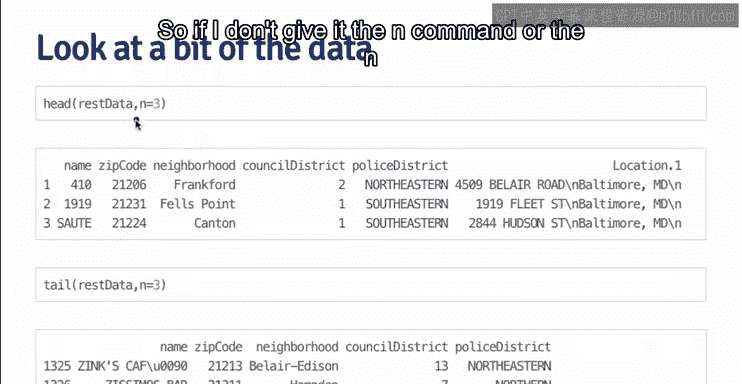 So if I don't give it the n command or the
n
Look at a bit of the data
head(restData,n=3)
name zipCode neighborhood councilDistrict policeDistrict Location.1
1 410 21206 Frankford 2 NORTHEASTERN 4509 BELAIR ROAD\nBaltimore, MD\n
2 1919 21231 Fells Point 1 SOUTHEASTERN 1919 FLEET ST\nBaltimore, MD\n
3 SAUTE 21224 Canton 1 SOUTHEASTERN 2844 HUDSON ST\nBaltimore, MD\n
tail(restData,n=3)
name zipCode neighborhood councilDistrict policeDistrict
1325 ZINK'S CAF\u0090 21213 Belair-Edison 13 NORTHEASTERN